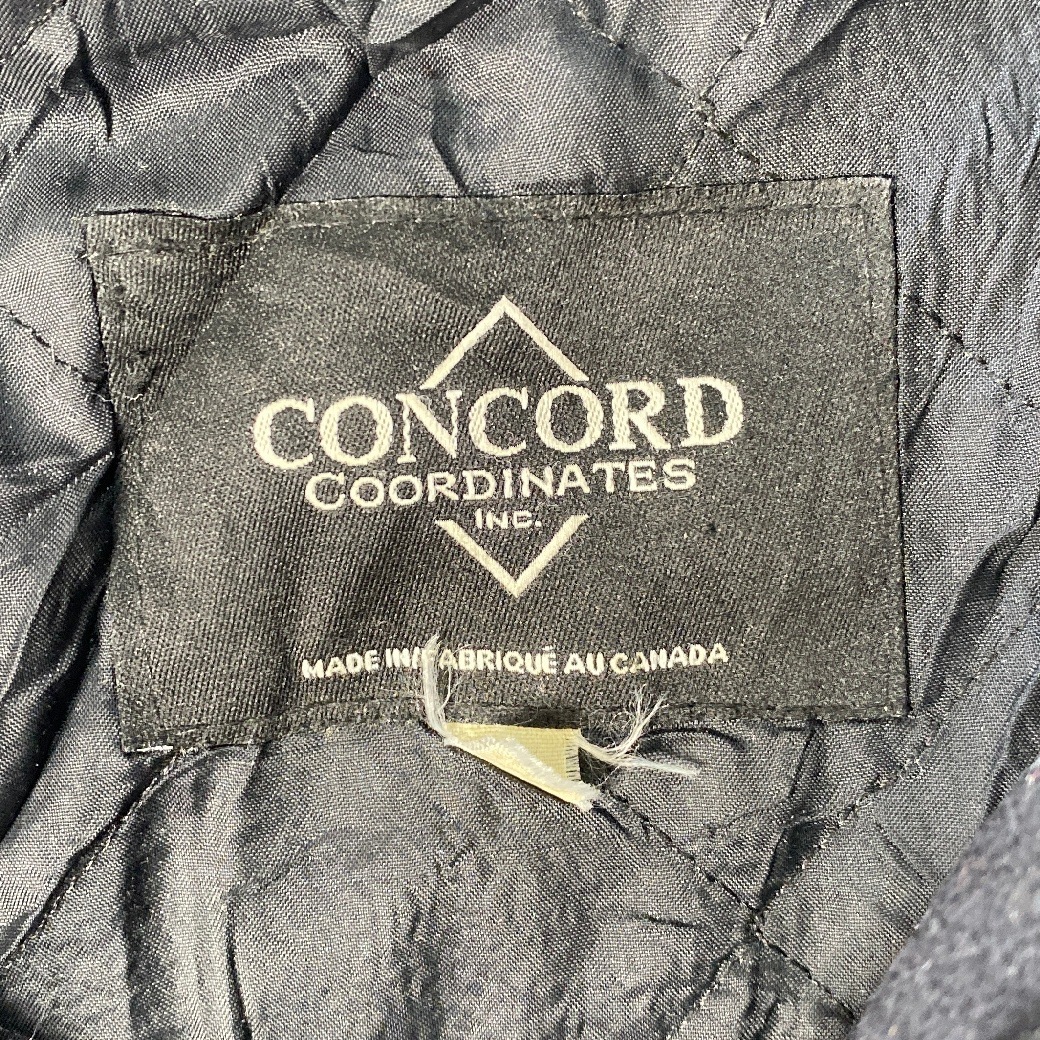 CONCORD
COORDINATES
INC.
MADE IN/FABRIQUÉ AU CANADA